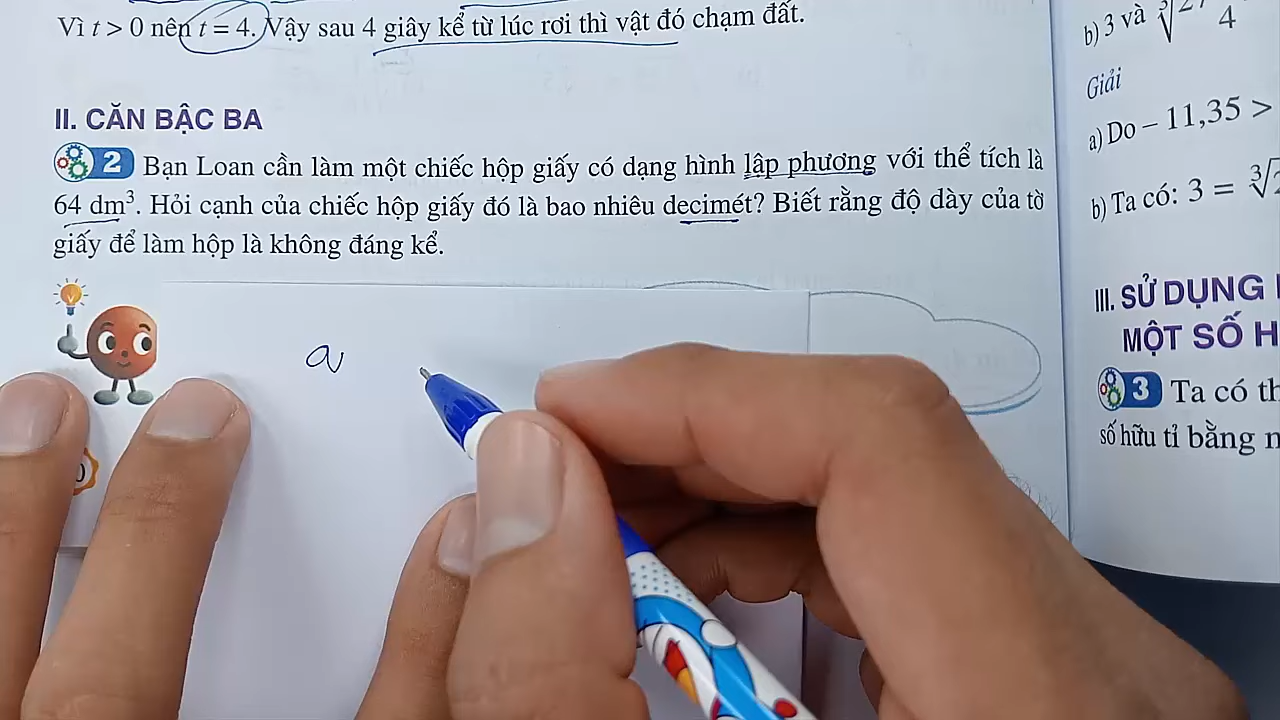 Vì t > 0 nên t = 4. Vậy sau 4 giây kể từ lúc rơi thì vật đó chạm đất.
II. CĂN BẬC BA
2 Bạn Loan cần làm một chiếc hộp giấy có dạng hình lập phương với thể tích là
64 dm³. Hỏi cạnh của chiếc hộp giấy đó là bao nhiêu decimét? Biết rằng độ dày của tờ
giấy để làm hộp là không đáng kể.
a
b) 3 và
4
Giải
a) Do – 11,35 >
b) Ta có: 3 = ∛
III. SỬ DỤNG
MỘT SỐ
3 Ta có
số hữu tỉ bằng